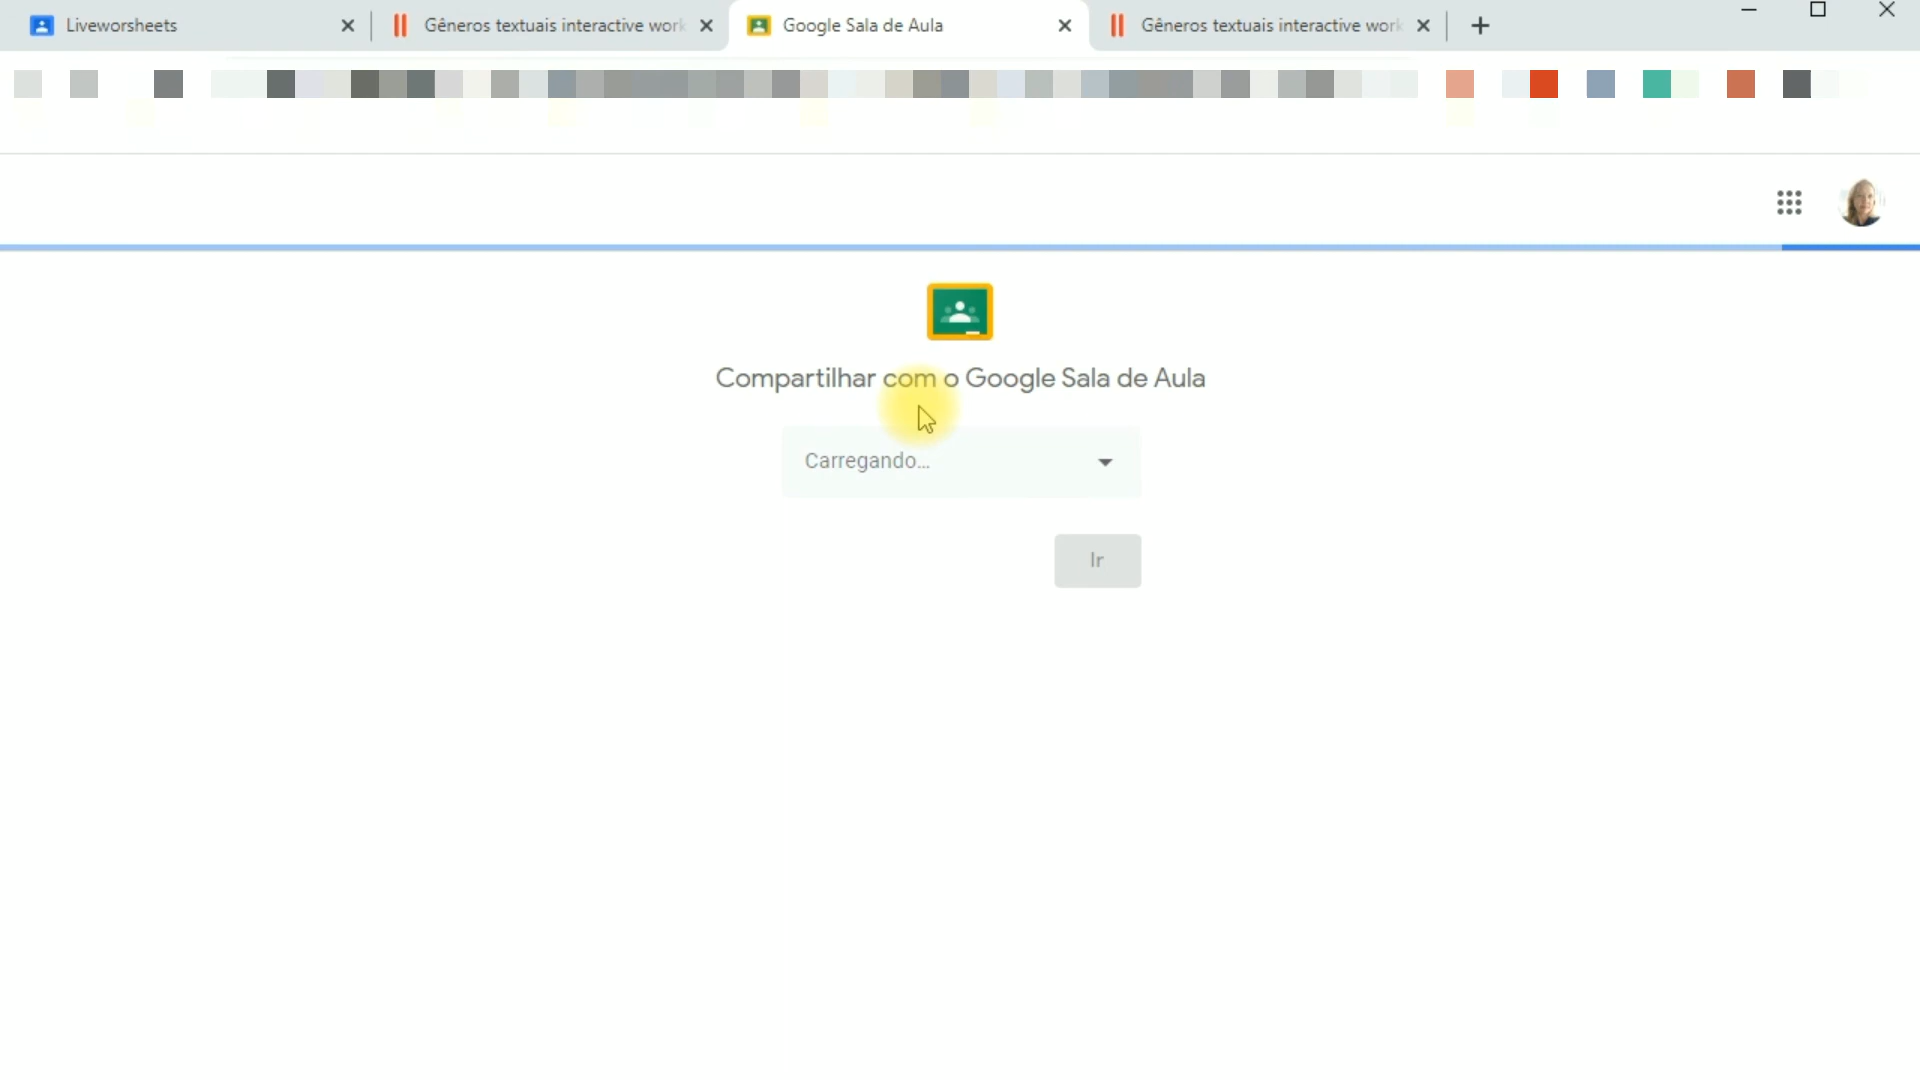 Liveworsheets
Gêneros textuais interactive work
Google Sala de Aula
Gêneros textuais interactive work
Compartilhar com o Google Sala de Aula
Carregando...
Ir